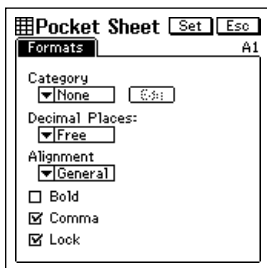 Pocket Sheet Set Esc
Formats A1
Category
None
Decimal Places:
Free
Alignment
General
Bold
Comma
Lock